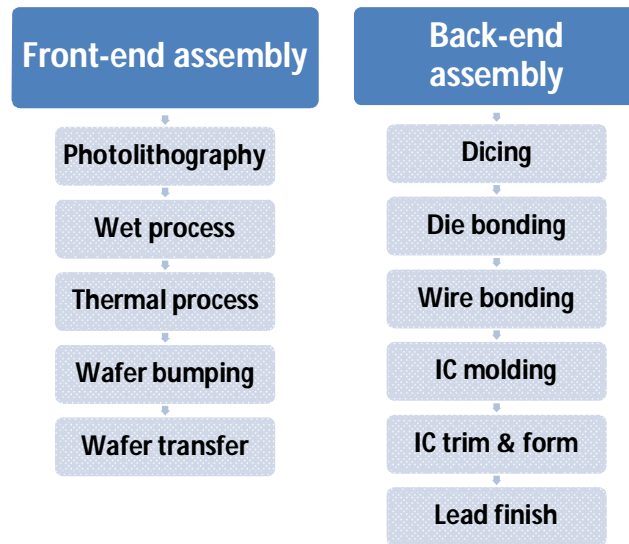 Front-end assembly
Photolithography
Wet process
Thermal process
Wafer bumping
Wafer transfer
Back-end
assembly
Dicing
Die bonding
Wire bonding
IC molding
IC trim & form
Lead finish